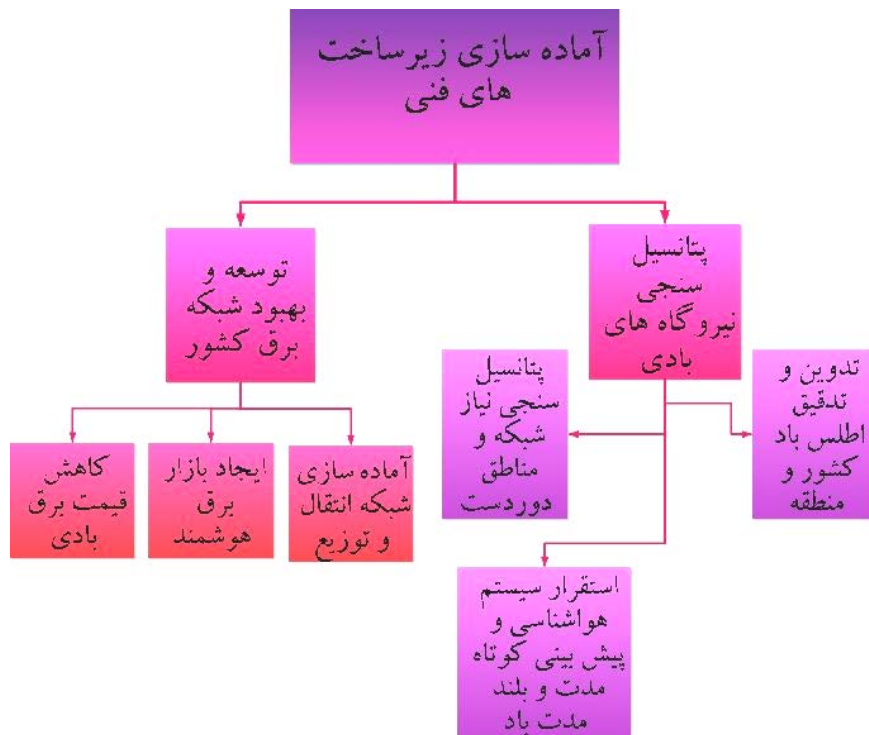 آماده سازی زیرساخت
های فنی
پتانسیل
سنجی
نیروگاه های
بادی
توسعه و
بهبود شبکه
برق کشور
تدوین و
تدقیق
اطلس باد
کشور و
منطقه
پتانسیل
سنجی نیاز
شبکه و
مناطق
دوردست
استقرار سیستم
هواشناسی و
پیش بینی کوتاه
مدت و بلند
مدت باد
آماده سازی
شبکه انتقال
و توزیع
ایجاد بازار
برق
هوشمند
کاهش
قیمت برق
بادی